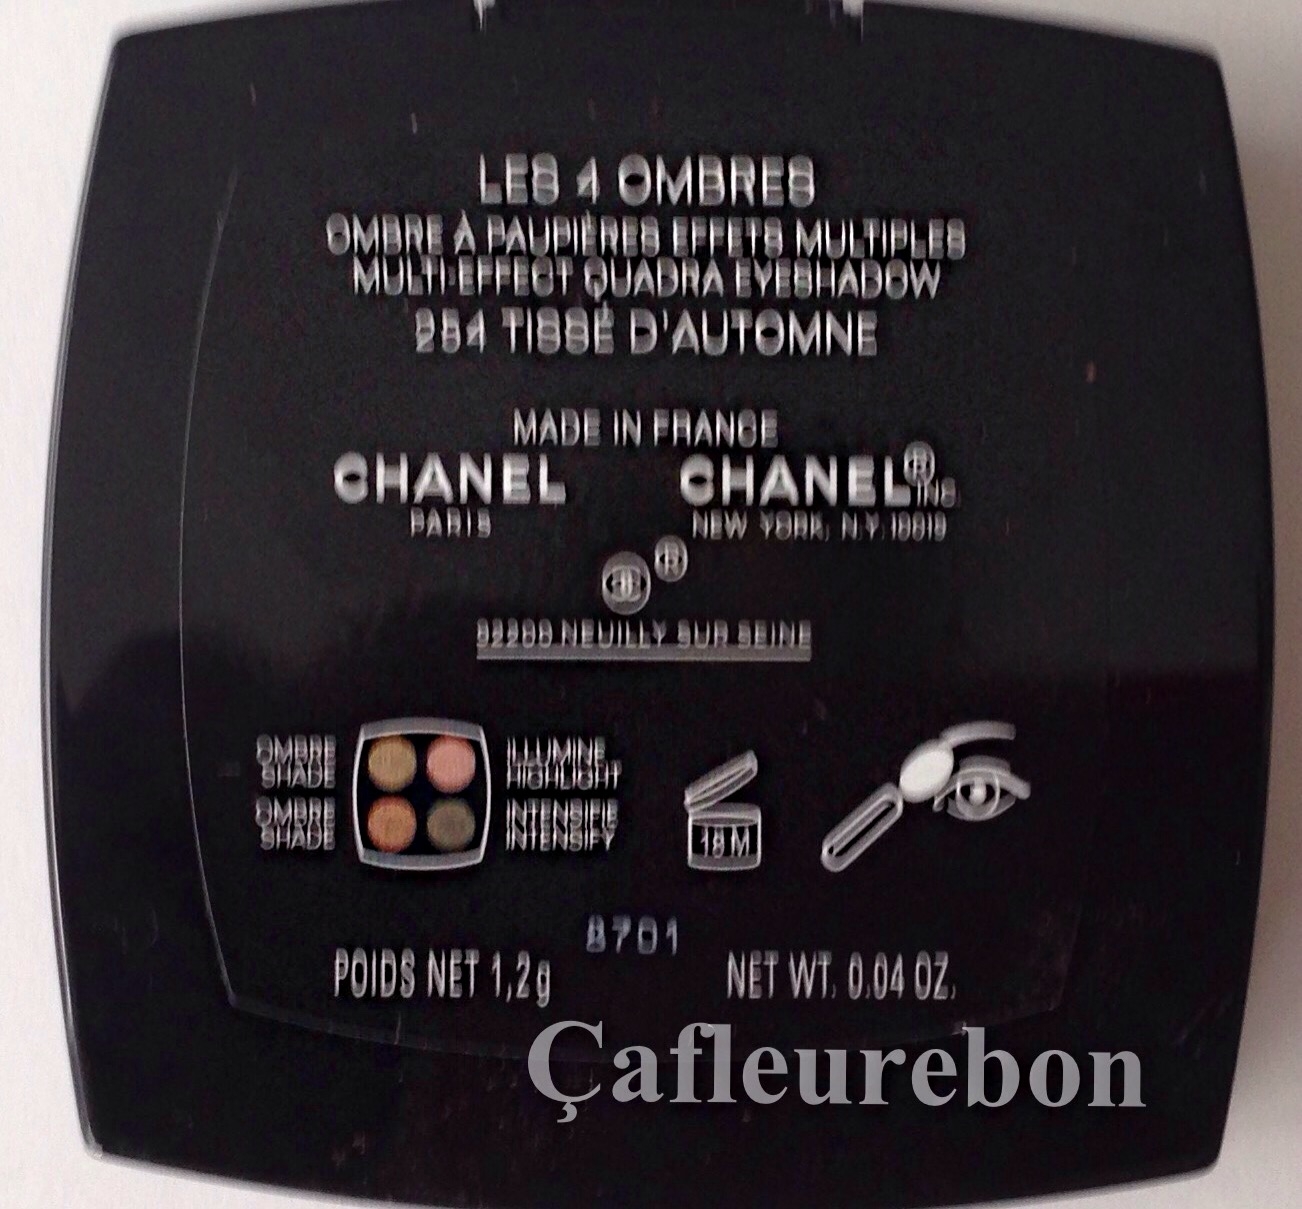 LES 4 OMBRES
OMBRE À PAUPIÈRES EFFETS MULTIPLES
MULTI-EFFECT QUADRA EYESHADOW
254 TISSÉ D'AUTOMNE
MADE IN FRANCE
CHANEL CHANEL® INC.
PARIS NEW YORK, N.Y. 10019
®
92200 NEUILLY SUR SEINE
OMBRE ILLUMINE
SHADE HIGHLIGHT
OMBRE INTENSIFIE
SHADE INTENSIFY
18 M
8701
POIDS NET 1,2g NET WT. 0.04 OZ.
Çafleurebon